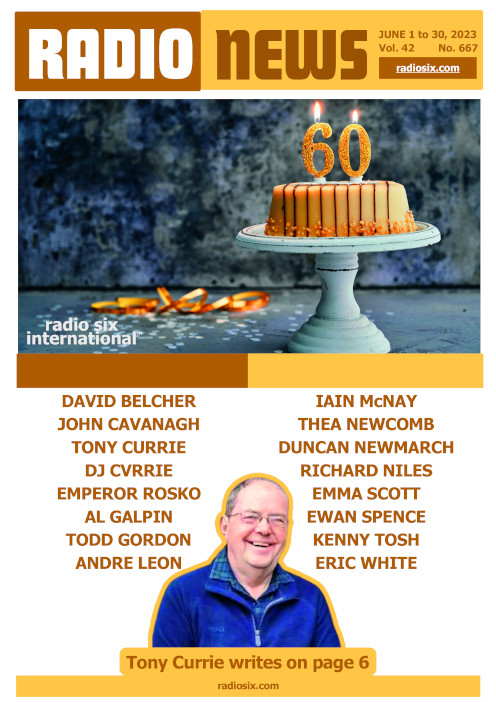 RADIO NEWS
JUNE 1 to 30, 2023
Vol. 42 No. 667
radiosix.com
60
radio six
international™
DAVID BELCHER
JOHN CAVANAGH
TONY CURRIE
DJ CVRRIE
EMPEROR ROSKO
AL GALPIN
TODD GORDON
ANDRE LEON
IAIN McNAY
THEA NEWCOMB
DUNCAN NEWMARCH
RICHARD NILES
EMMA SCOTT
EWAN SPENCE
KENNY TOSH
ERIC WHITE
Tony Currie writes on page 6
radiosix.com